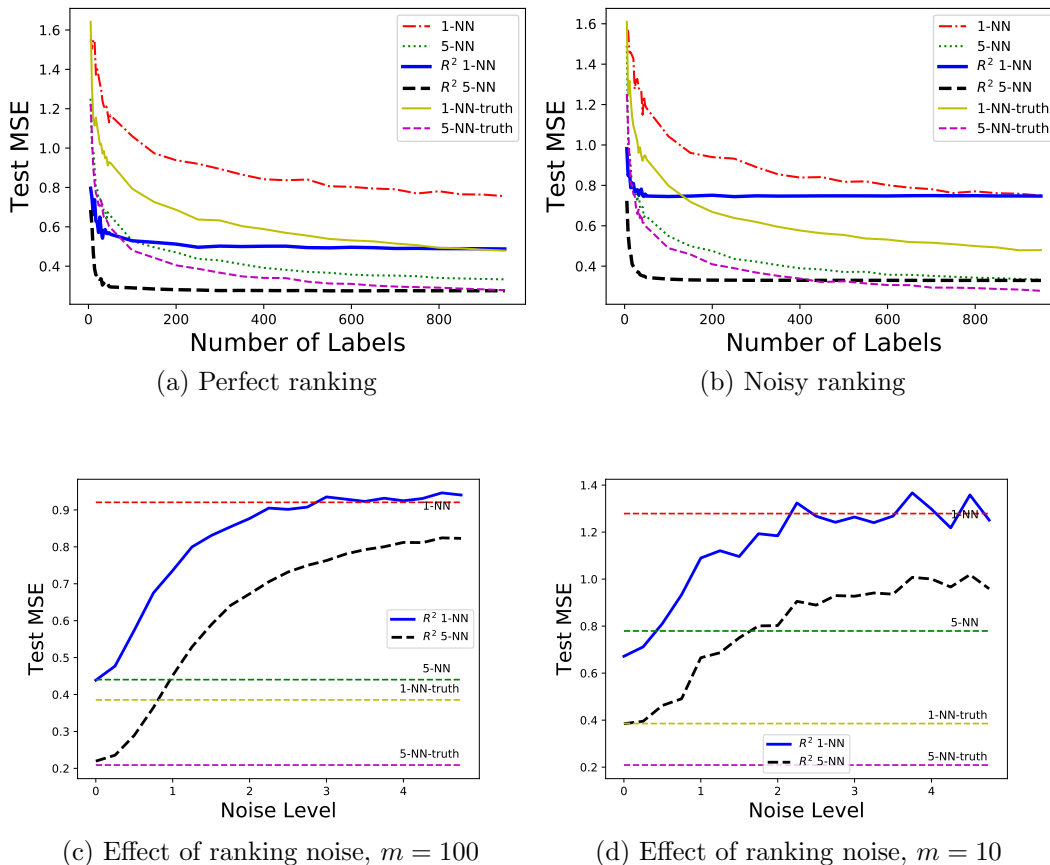 1.6
1.4
1.2
1.0
0.8
0.6
0.4
Test MSE
0
200
400
600
800
Number of Labels
1-NN
5-NN
R² 1-NN
R² 5-NN
1-NN-truth
5-NN-truth
(a) Perfect ranking
1.6
1.4
1.2
1.0
0.8
0.6
0.4
Test MSE
0
200
400
600
800
Number of Labels
1-NN
5-NN
R² 1-NN
R² 5-NN
1-NN-truth
5-NN-truth
(b) Noisy ranking
0.9
0.8
0.7
0.6
0.5
0.4
0.3
0.2
Test MSE
1-NN
R² 1-NN
R² 5-NN
5-NN
1-NN-truth
5-NN-truth
0
1
2
3
4
Noise Level
(c) Effect of ranking noise, m = 100
1.4
1.2
1.0
0.8
0.6
0.4
0.2
Test MSE
1-NN
5-NN
1-NN-truth
R² 1-NN
R² 5-NN
5-NN-truth
0
1
2
3
4
Noise Level
(d) Effect of ranking noise, m = 10